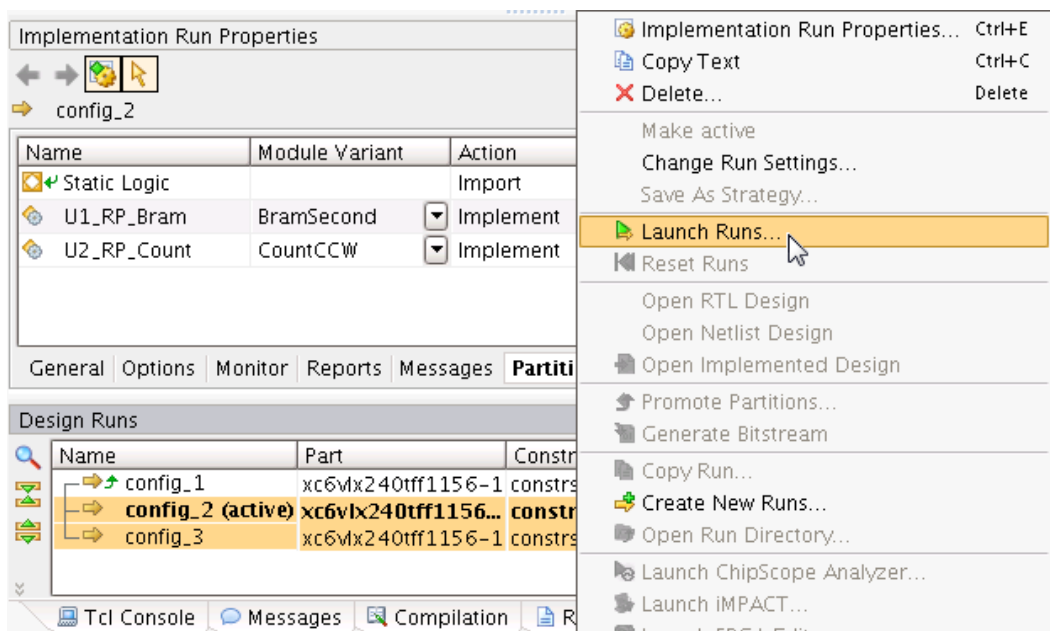 Implementation Run Properties
config_2
Name Module Variant Action
Static Logic Import
U1_RP_Bram BramSecond Implement
U2_RP_Count CountCCW Implement
General Options Monitor Reports Messages Partiti
Design Runs
Name Part Constr
config_1 xc6vlx240tff1156-1 constrs
config_2 (active) xc6vlx240tff1156... constr
config_3 xc6vlx240tff1156-1 constrs
Tcl Console Messages Compilation R
Implementation Run Properties... Ctrl+E
Copy Text Ctrl+C
Delete... Delete
Make active
Change Run Settings...
Save As Strategy...
Launch Runs...
Reset Runs
Open RTL Design
Open Netlist Design
Open Implemented Design
Promote Partitions...
Generate Bitstream
Copy Run...
Create New Runs...
Open Run Directory...
Launch ChipScope Analyzer...
Launch iMPACT...